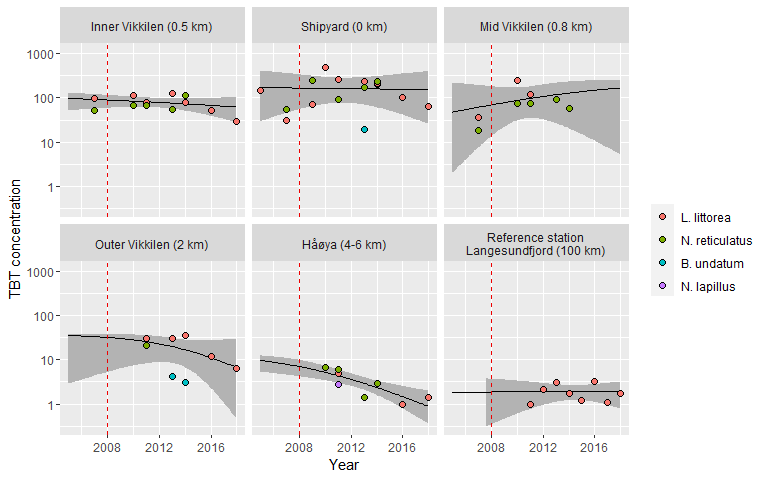 Inner Vikkilen (0.5 km) Shipyard (0 km) Mid Vikkilen (0.8 km)
1000
100
10
1
Outer Vikkilen (2 km) Håøya (4-6 km) Reference station
Langesundfjord (100 km)
1000
100
10
1
2008 2012 2016 2008 2012 2016 2008 2012 2016
Year
TBT concentration
L. littorea
N. reticulatus
B. undatum
N. lapillus